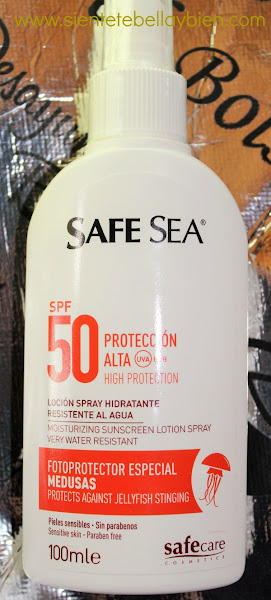 www.sientetebellaybien.com
SAFE SEA®
SPF
50
PROTECCIÓN
ALTA UVA UVB
HIGH PROTECTION
LOCIÓN SPRAY HIDRATANTE
RESISTENTE AL AGUA
MOISTURIZING SUNSCREEN LOTION SPRAY
VERY WATER RESISTANT
FOTOPROTECTOR ESPECIAL
MEDUSAS
PROTECTS AGAINST JELLYFISH STINGING
Pieles sensibles • Sin parabenos
Sensitive skin - Paraben free
100ml e
safecare
COSMETICS